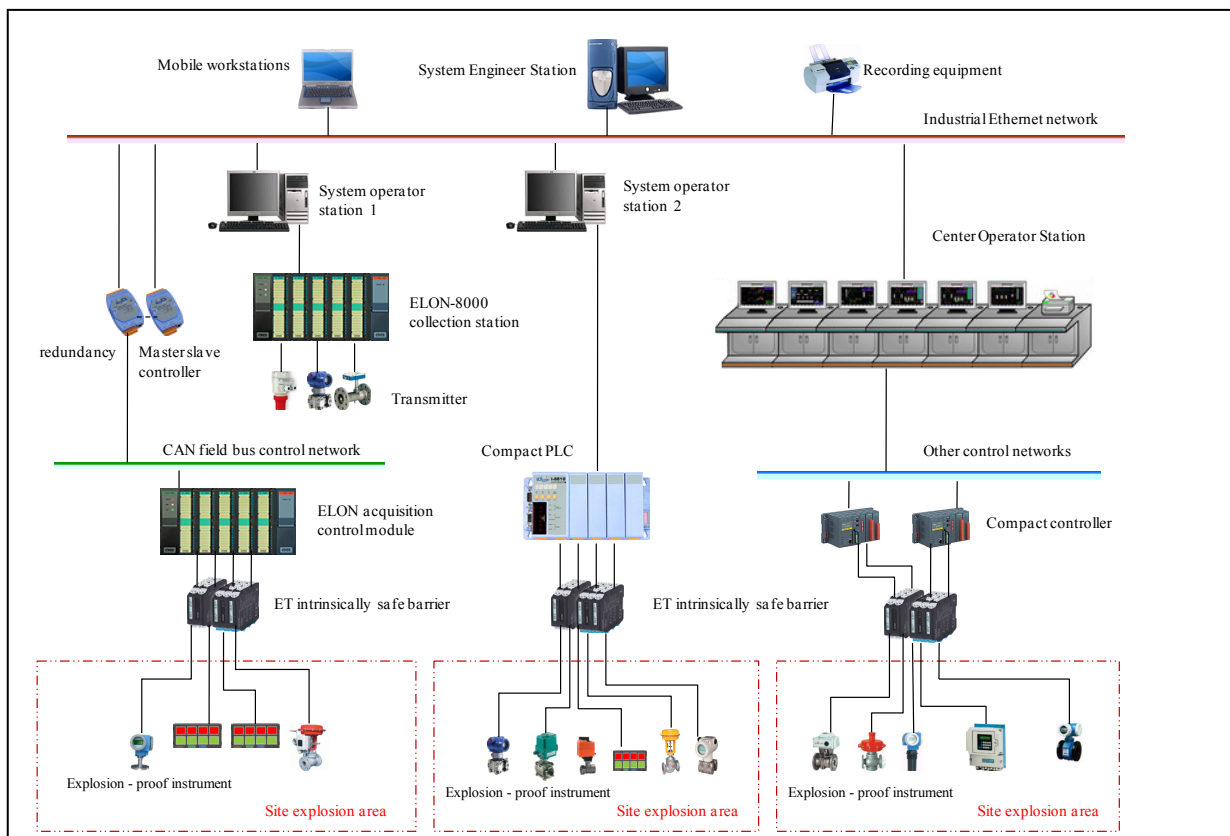 Mobile workstations
System Engineer Station
Recording equipment
Industrial Ethernet network
System operator
station 1
System operator
station 2
Center Operator Station
ELON-8000
collection station
redundancy
Master slave
controller
Transmitter
CAN field bus control network
Compact PLC
Other control networks
I-8810
ELON acquisition
control module
Compact controller
ET intrinsically safe barrier
ET intrinsically safe barrier
Explosion - proof instrument
Site explosion area
Explosion - proof instrument
Site explosion area
Explosion - proof instrument
Site explosion area